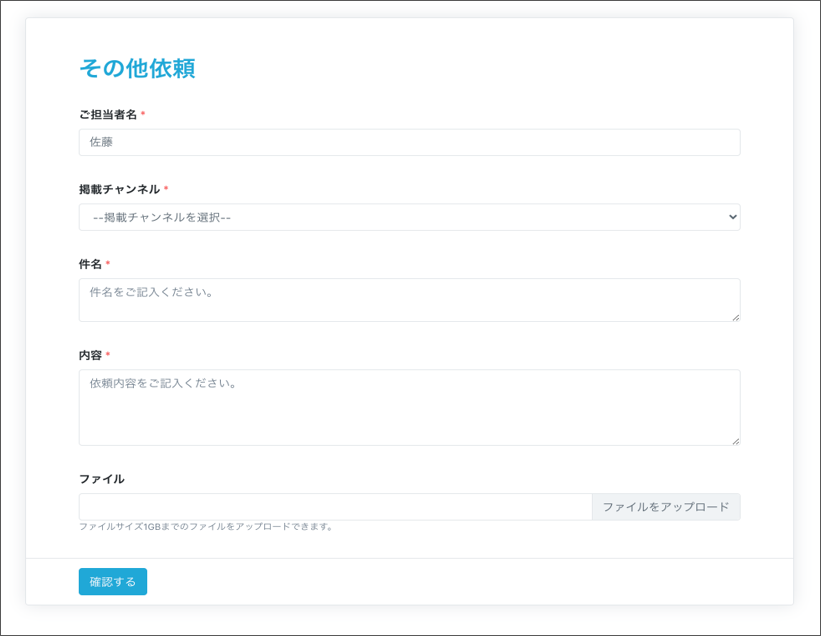 その他依頼
ご担当者名 *
佐藤
掲載チャンネル *
--掲載チャンネルを選択--
件名 *
件名をご記入ください。
内容 *
依頼内容をご記入ください。
ファイル
ファイルをアップロード
ファイルサイズ1GBまでのファイルをアップロードできます。
確認する